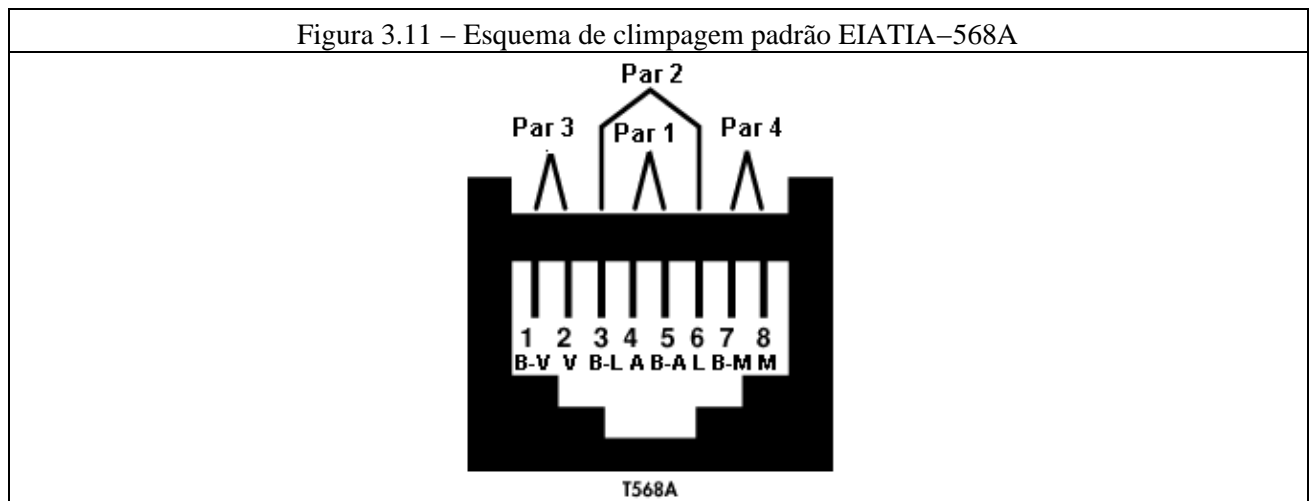 Figura 3.11 – Esquema de climpagem padrão EIATIA–568A
Par 2
Par 3 Par 1 Par 4
1 2 3 4 5 6 7 8
B-V V B-L A B-A L B-M M
T568A